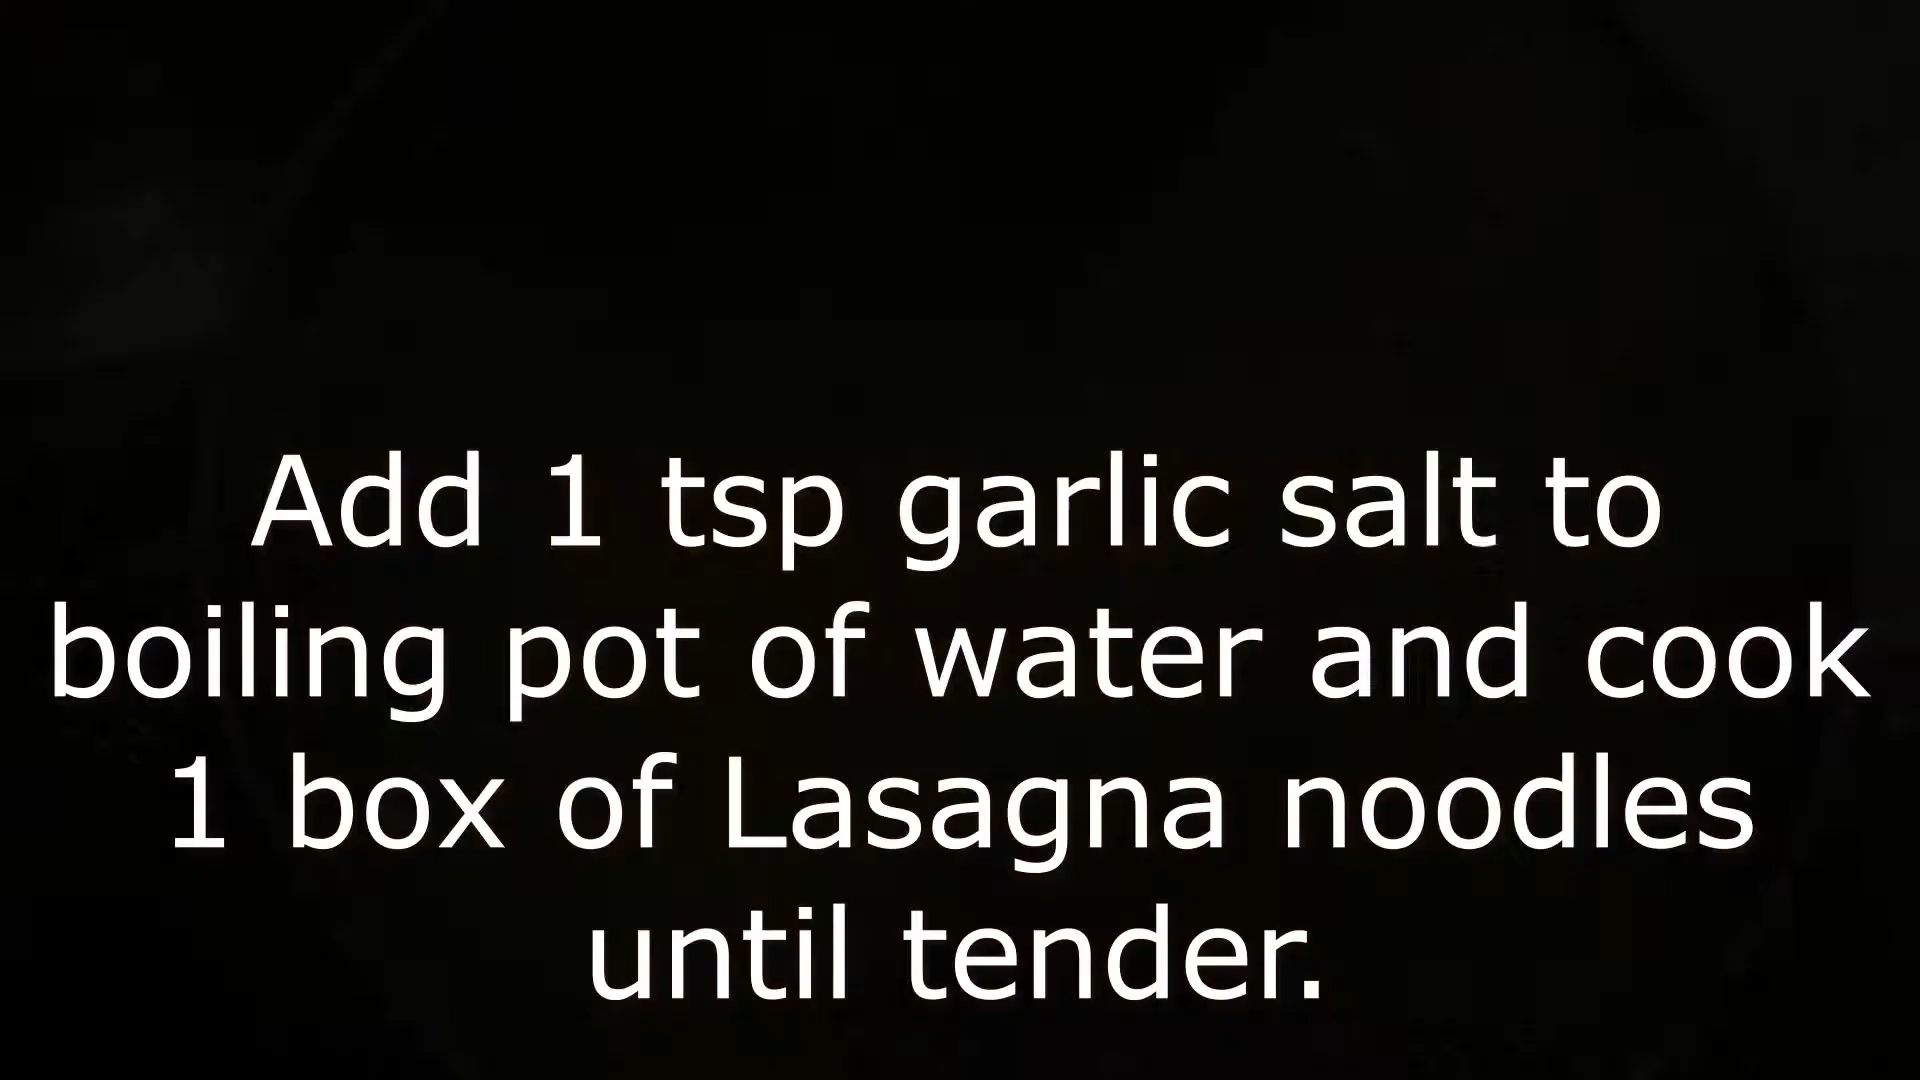 Add 1 tsp garlic salt to
boiling pot of water and cook
1 box of Lasagna noodles
until tender.